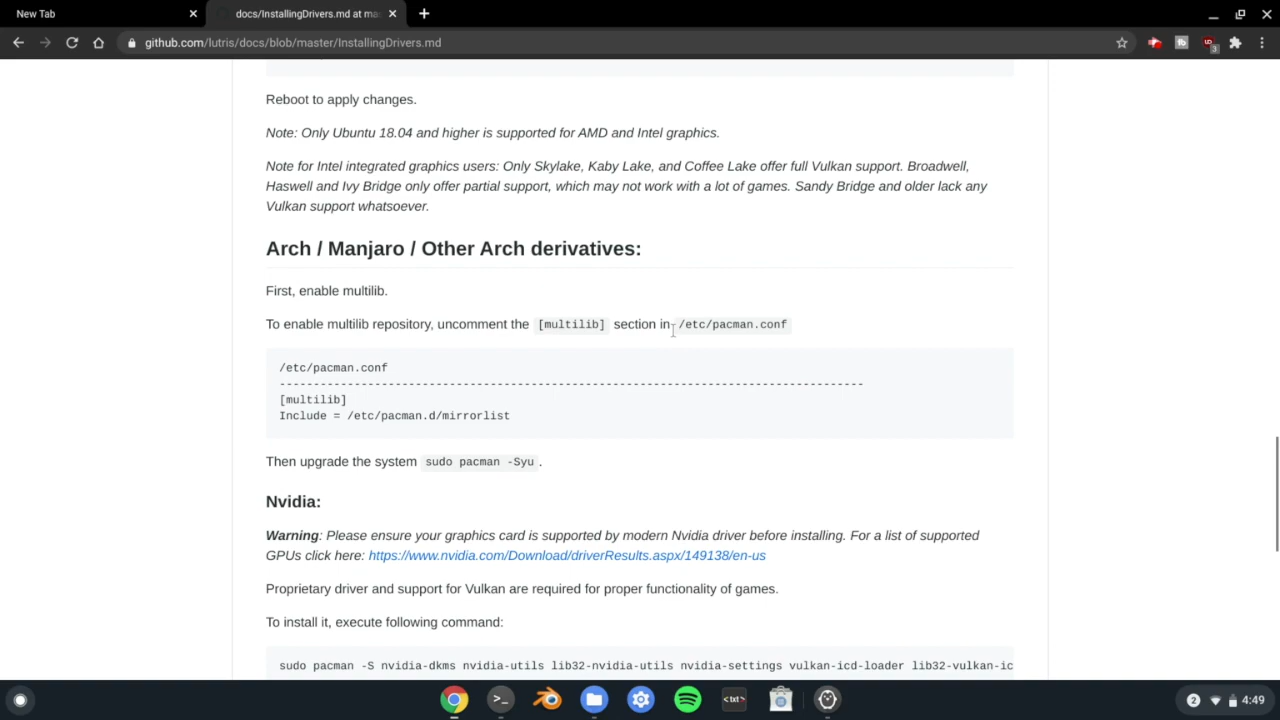 New Tab
docs/InstallingDrivers.md at ma
github.com/lutris/docs/blob/master/InstallingDrivers.md
3
Reboot to apply changes.
Note: Only Ubuntu 18.04 and higher is supported for AMD and Intel graphics.
Note for Intel integrated graphics users: Only Skylake, Kaby Lake, and Coffee Lake offer full Vulkan support. Broadwell,
Haswell and Ivy Bridge only offer partial support, which may not work with a lot of games. Sandy Bridge and older lack any
Vulkan support whatsoever.
Arch / Manjaro / Other Arch derivatives:
First, enable multilib.
To enable multilib repository, uncomment the [multilib] section in /etc/pacman.conf
/etc/pacman.conf
--------------------------------------------------------------------------------------
[multilib]
Include = /etc/pacman.d/mirrorlist
Then upgrade the system sudo pacman -Syu .
Nvidia:
Warning: Please ensure your graphics card is supported by modern Nvidia driver before installing. For a list of supported
GPUs click here: https://www.nvidia.com/Download/driverResults.aspx/149138/en-us
Proprietary driver and support for Vulkan are required for proper functionality of games.
To install it, execute following command:
sudo pacman -S nvidia-dkms nvidia-utils lib32-nvidia-utils nvidia-settings vulkan-icd-loader lib32-vulkan-ic
>_
<txt>
2
4:49